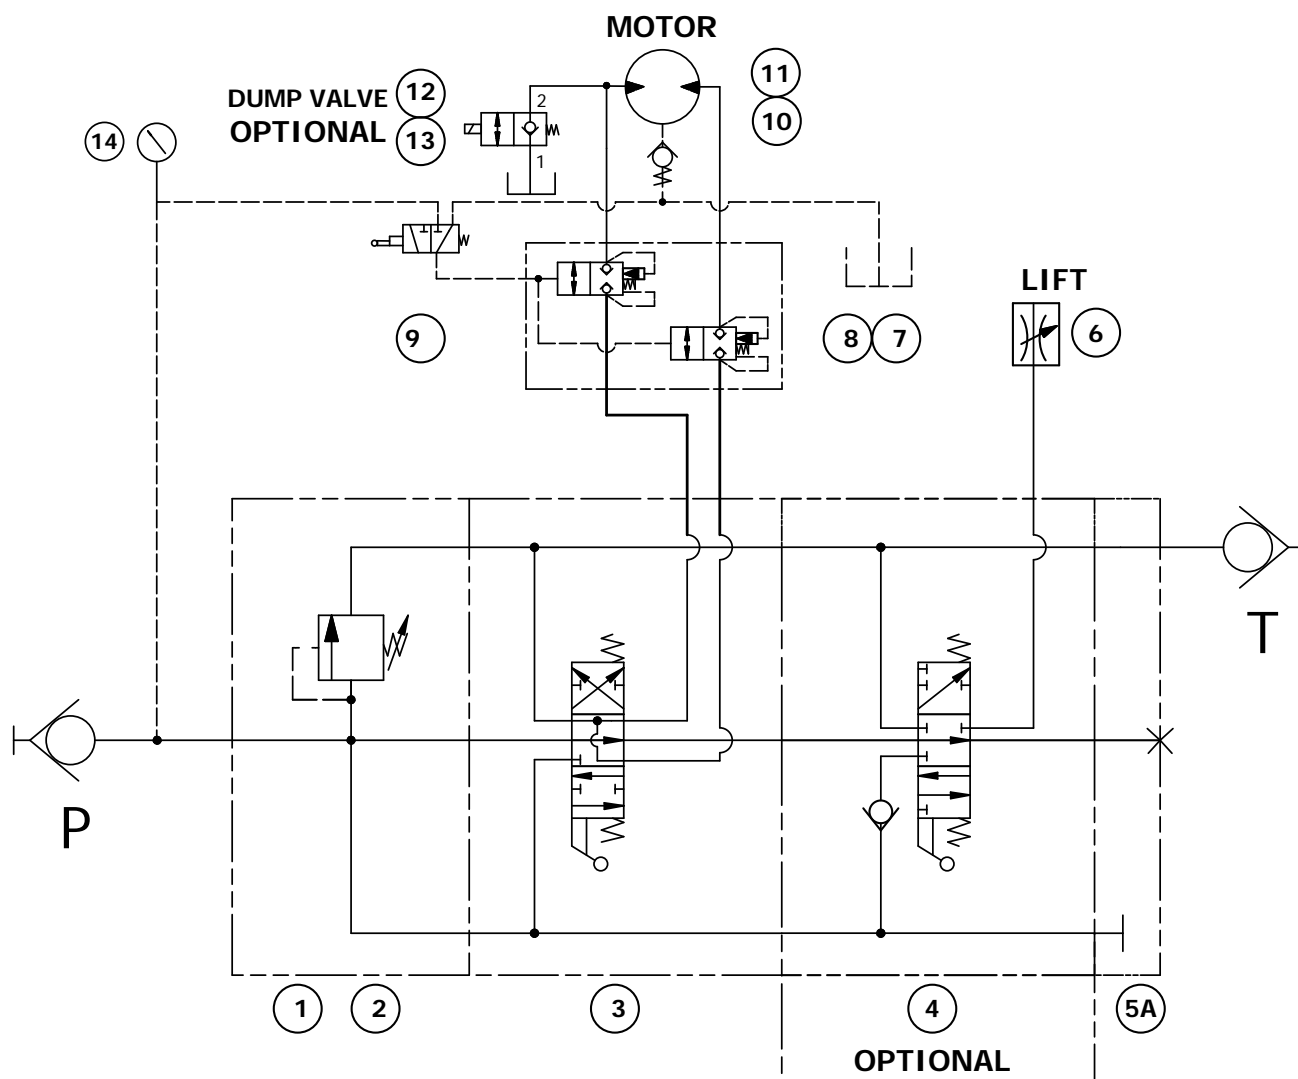 MOTOR
11
10
DUMP VALVE 12
OPTIONAL 13
2
1
14
LIFT
6
9
8 7
T
P
1 2 3 4 5A
OPTIONAL